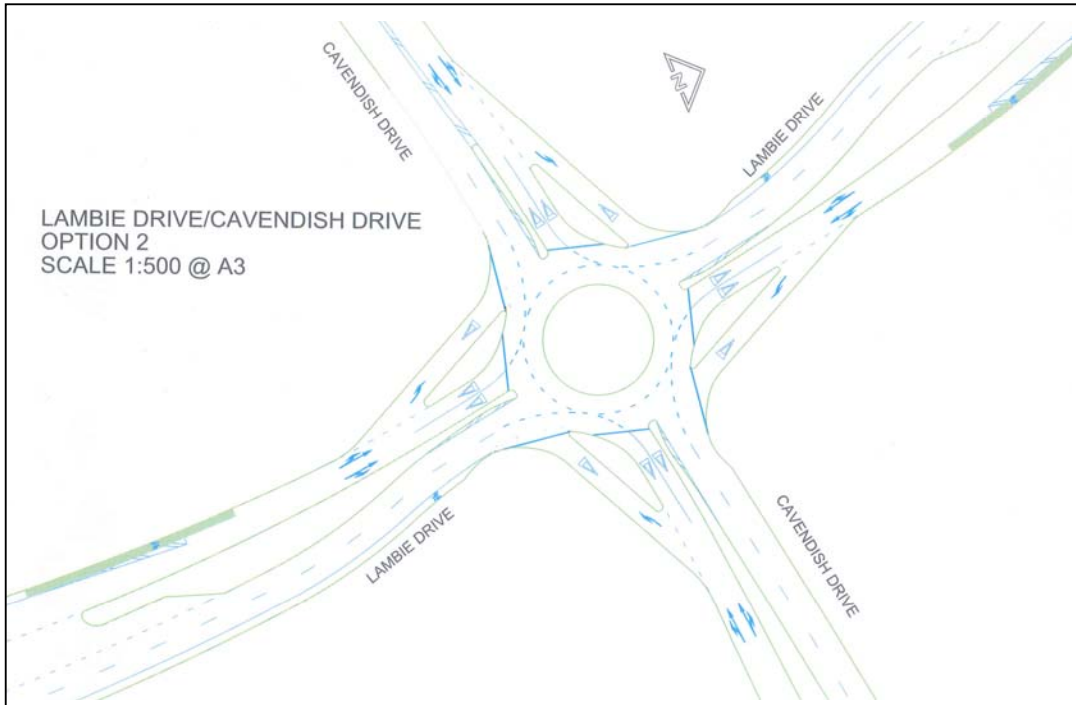 CAVENDISH DRIVE
N
LAMBIE DRIVE
LAMBIE DRIVE/CAVENDISH DRIVE
OPTION 2
SCALE 1:500 @ A3
LAMBIE DRIVE
CAVENDISH DRIVE